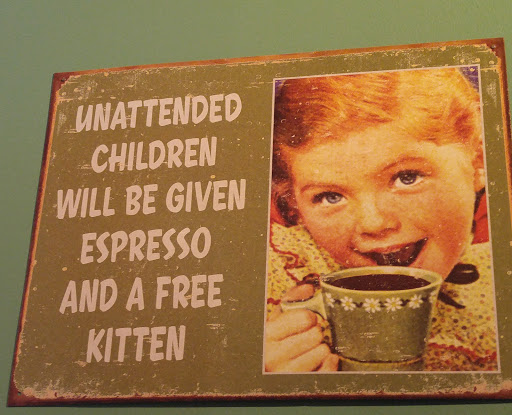 UNATTENDED
CHILDREN
WILL BE GIVEN
ESPRESSO
AND A FREE
KITTEN